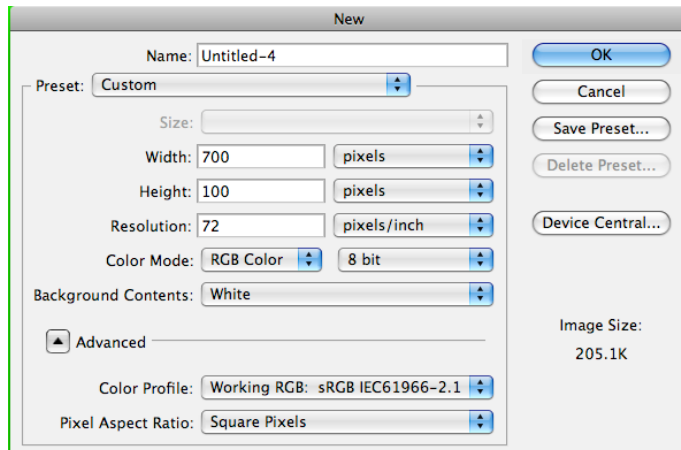 New
Name: Untitled-4
OK
Preset: Custom
Cancel
Size:
Save Preset...
Width: 700 pixels
Delete Preset...
Height: 100 pixels
Resolution: 72 pixels/inch
Device Central...
Color Mode: RGB Color 8 bit
Background Contents: White
Image Size:
205.1K
Advanced
Color Profile: Working RGB: sRGB IEC61966-2.1
Pixel Aspect Ratio: Square Pixels